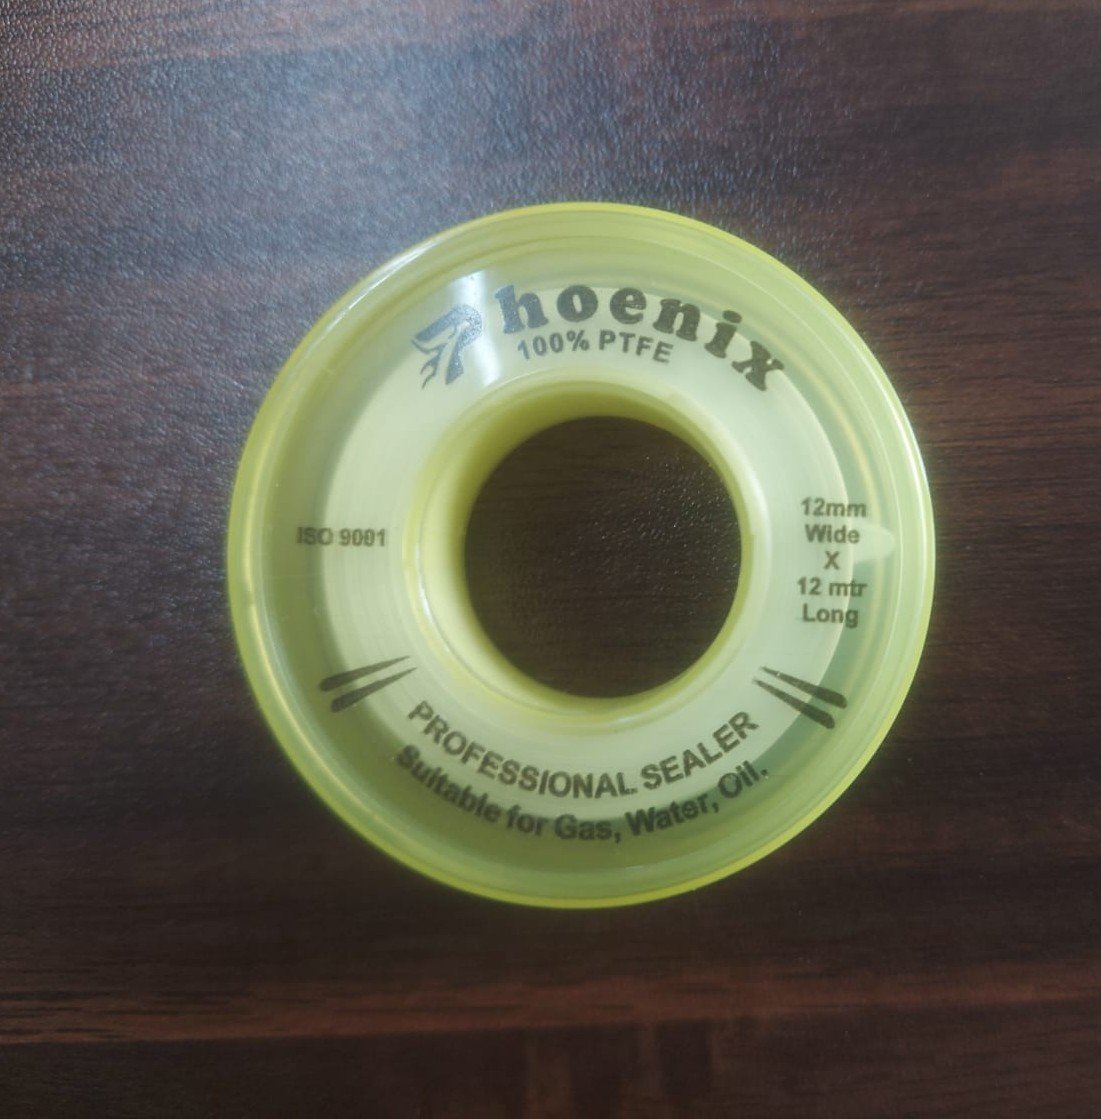 Phoenix
100% PTFE
ISO 9001
12mm
Wide
X
12 mtr
Long
PROFESSIONAL SEALER
Suitable for Gas, Water, Oil.